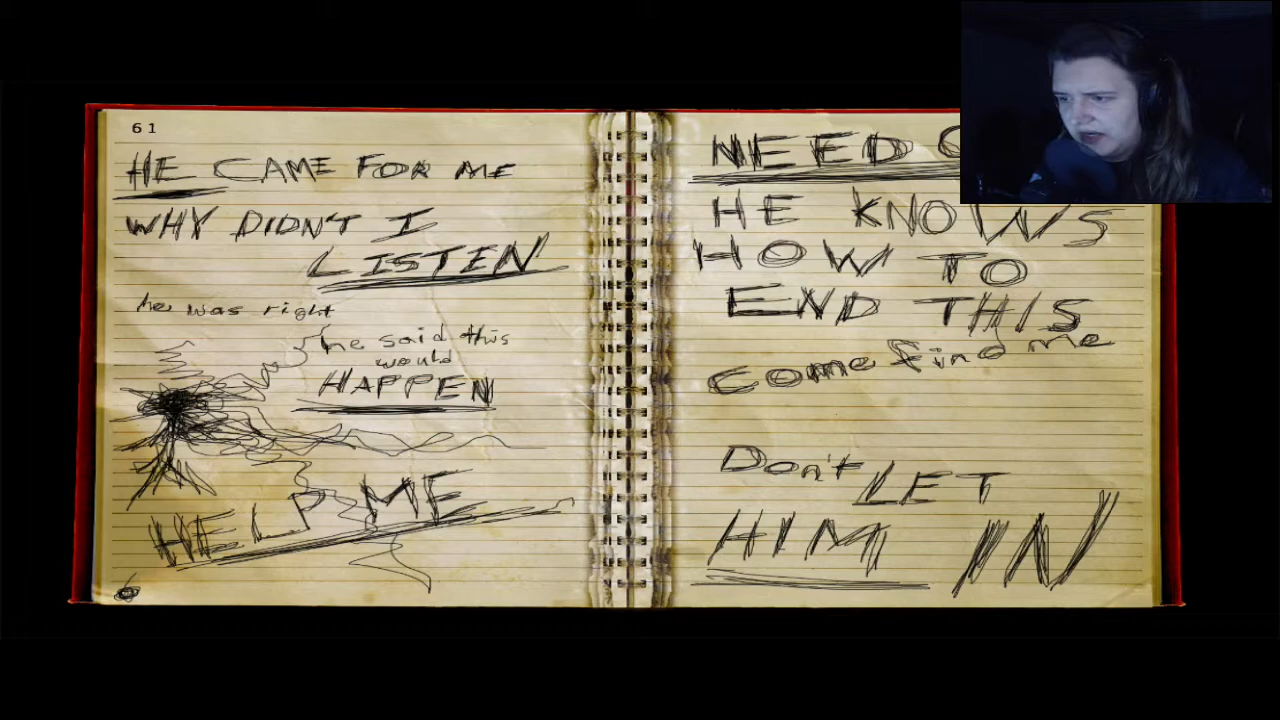 61
HE CAME FOR ME
WHY DIDN'T I
LISTEN
he was right
he said this
would
HAPPEN
HELP ME
NEED
HE KNOWS
HOW TO
END THIS
come find me
Don't LET
HIM IN